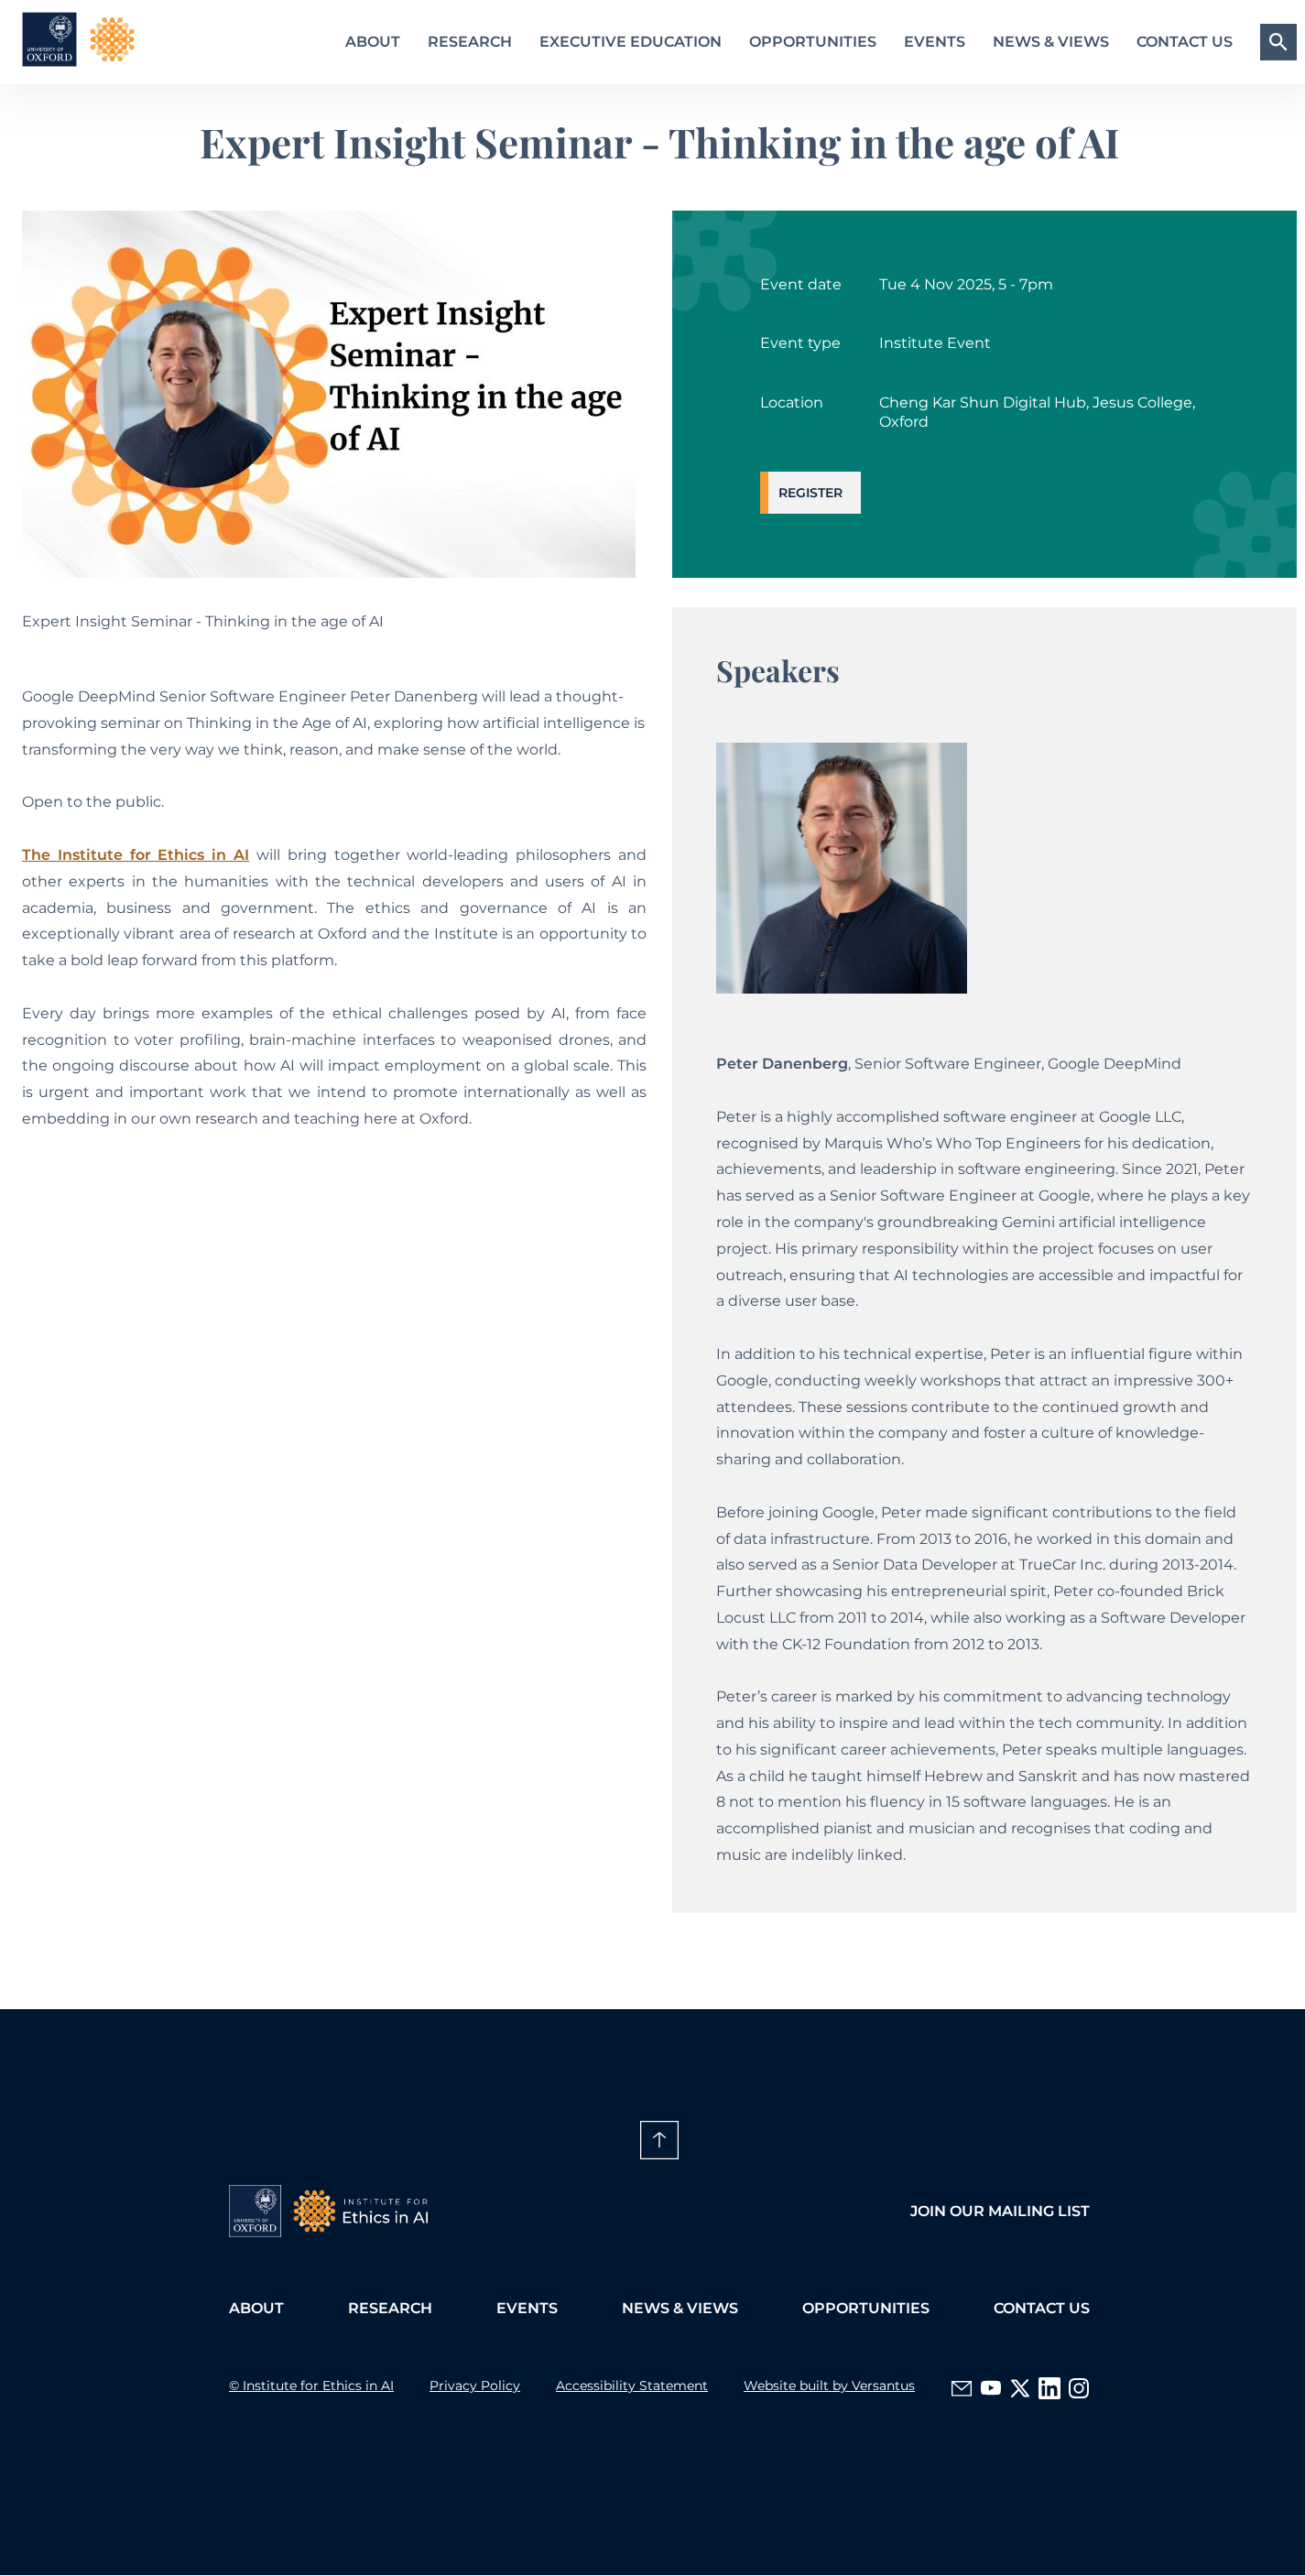 UNIVERSITY OF
OXFORD
ABOUT
RESEARCH
EXECUTIVE EDUCATION
OPPORTUNITIES
EVENTS
NEWS & VIEWS
CONTACT US
Expert Insight Seminar - Thinking in the age of AI
Expert Insight
Seminar -
Thinking in the age
of AI
Event date
Tue 4 Nov 2025, 5 - 7pm
Event type
Institute Event
Location
Cheng Kar Shun Digital Hub, Jesus College,
Oxford
REGISTER
Expert Insight Seminar - Thinking in the age of AI
Google DeepMind Senior Software Engineer Peter Danenberg will lead a thought-
provoking seminar on Thinking in the Age of AI, exploring how artificial intelligence is
transforming the very way we think, reason, and make sense of the world.
Open to the public.
The Institute for Ethics in AI will bring together world-leading philosophers and
other experts in the humanities with the technical developers and users of AI in
academia, business and government. The ethics and governance of AI is an
exceptionally vibrant area of research at Oxford and the Institute is an opportunity to
take a bold leap forward from this platform.
Every day brings more examples of the ethical challenges posed by AI, from face
recognition to voter profiling, brain-machine interfaces to weaponised drones, and
the ongoing discourse about how AI will impact employment on a global scale. This
is urgent and important work that we intend to promote internationally as well as
embedding in our own research and teaching here at Oxford.
Speakers
Peter Danenberg, Senior Software Engineer, Google DeepMind
Peter is a highly accomplished software engineer at Google LLC,
recognised by Marquis Who’s Who Top Engineers for his dedication,
achievements, and leadership in software engineering. Since 2021, Peter
has served as a Senior Software Engineer at Google, where he plays a key
role in the company's groundbreaking Gemini artificial intelligence
project. His primary responsibility within the project focuses on user
outreach, ensuring that AI technologies are accessible and impactful for
a diverse user base.
In addition to his technical expertise, Peter is an influential figure within
Google, conducting weekly workshops that attract an impressive 300+
attendees. These sessions contribute to the continued growth and
innovation within the company and foster a culture of knowledge-
sharing and collaboration.
Before joining Google, Peter made significant contributions to the field
of data infrastructure. From 2013 to 2016, he worked in this domain and
also served as a Senior Data Developer at TrueCar Inc. during 2013-2014.
Further showcasing his entrepreneurial spirit, Peter co-founded Brick
Locust LLC from 2011 to 2014, while also working as a Software Developer
with the CK-12 Foundation from 2012 to 2013.
Peter’s career is marked by his commitment to advancing technology
and his ability to inspire and lead within the tech community. In addition
to his significant career achievements, Peter speaks multiple languages.
As a child he taught himself Hebrew and Sanskrit and has now mastered
8 not to mention his fluency in 15 software languages. He is an
accomplished pianist and musician and recognises that coding and
music are indelibly linked.
UNIVERSITY OF
OXFORD
INSTITUTE FOR
Ethics in AI
JOIN OUR MAILING LIST
ABOUT
RESEARCH
EVENTS
NEWS & VIEWS
OPPORTUNITIES
CONTACT US
© Institute for Ethics in AI
Privacy Policy
Accessibility Statement
Website built by Versantus